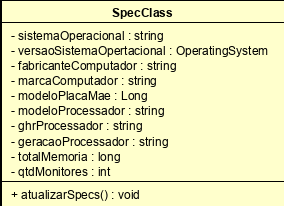 SpecClass
- sistemaOperacional : string
- versaoSistemaOpertacional : OperatingSystem
- fabricanteComputador : string
- marcaComputador : string
- modeloPlacaMae : Long
- modeloProcessador : string
- ghrProcessador : string
- geracaoProcessador : string
- totalMemoria : long
- qtdMonitores : int
+ atualizarSpecs() : void